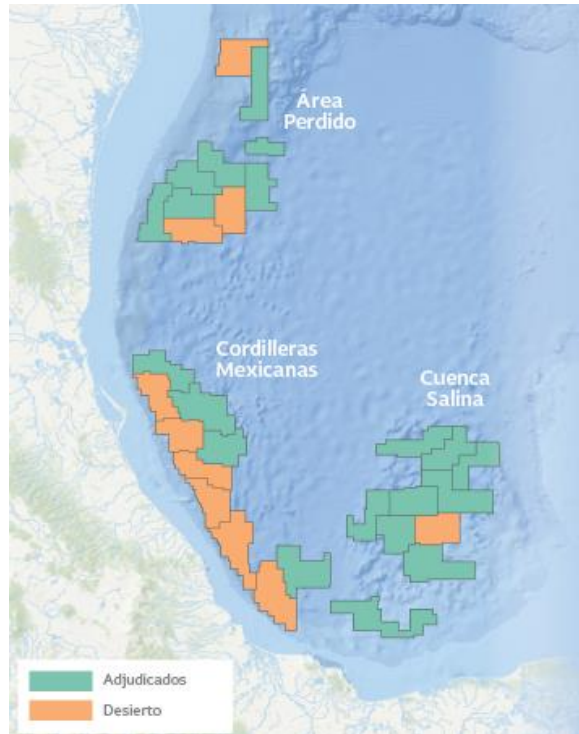 Área
Perdido
Cordilleras
Mexicanas
Cuenca
Salina
Adjudicados
Desierto